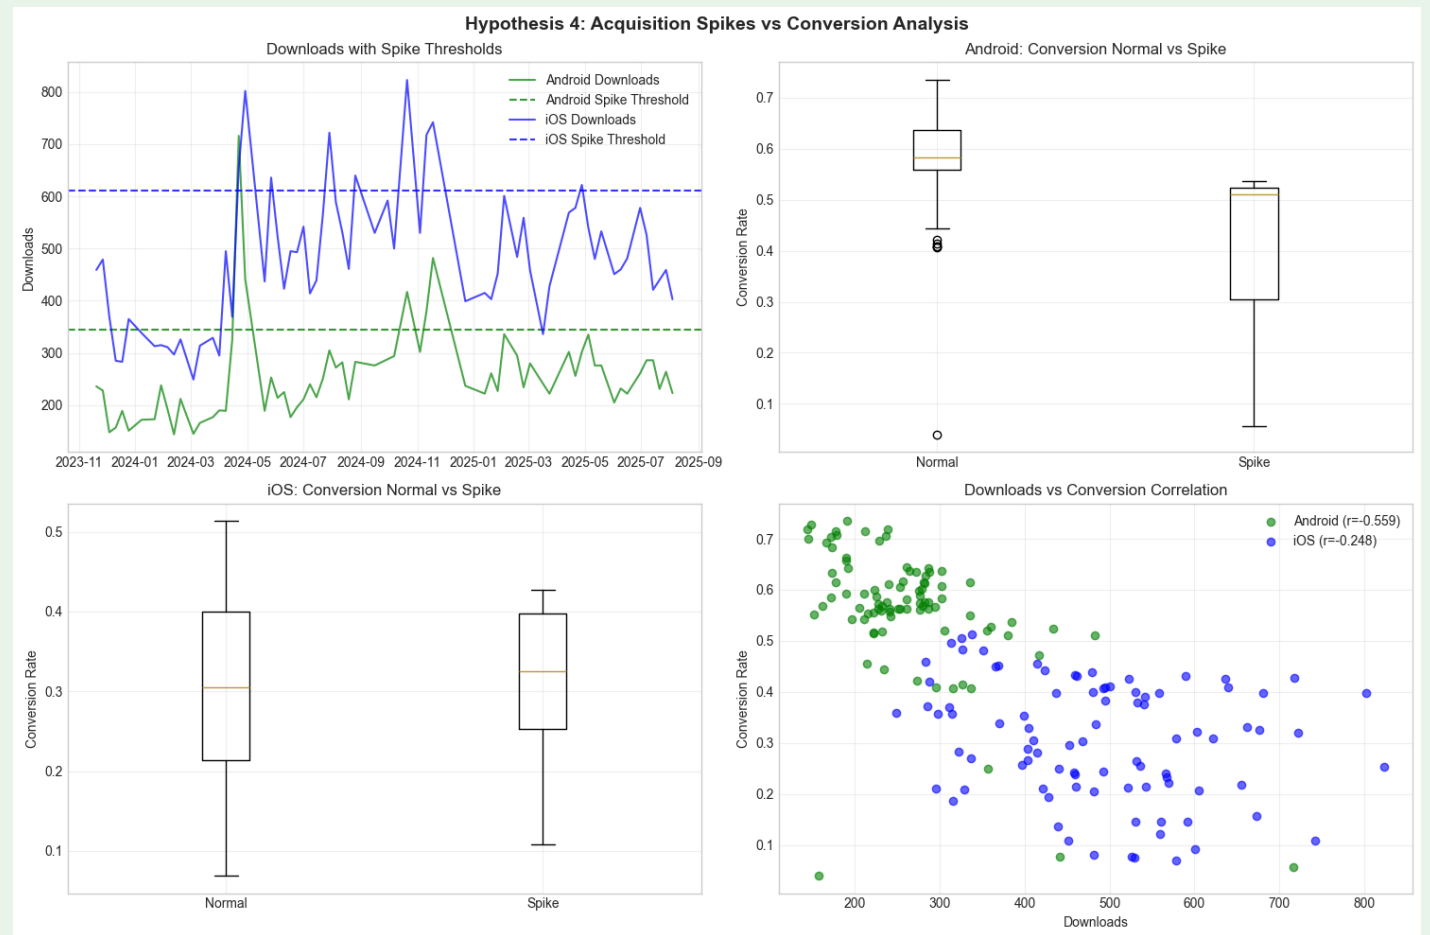 Hypothesis 4: Acquisition Spikes vs Conversion Analysis
Downloads with Spike Thresholds
Android Downloads
Android Spike Threshold
iOS Downloads
iOS Spike Threshold
Downloads
800
700
600
500
400
300
200
2023-11 2024-01 2024-03 2024-05 2024-07 2024-09 2024-11 2025-01 2025-03 2025-05 2025-07 2025-09
Android: Conversion Normal vs Spike
Conversion Rate
0.7
0.6
0.5
0.4
0.3
0.2
0.1
Normal Spike
iOS: Conversion Normal vs Spike
Conversion Rate
0.5
0.4
0.3
0.2
0.1
Normal Spike
Downloads vs Conversion Correlation
Android (r=-0.559)
iOS (r=-0.248)
Conversion Rate
0.7
0.6
0.5
0.4
0.3
0.2
0.1
200 300 400 500 600 700 800
Downloads